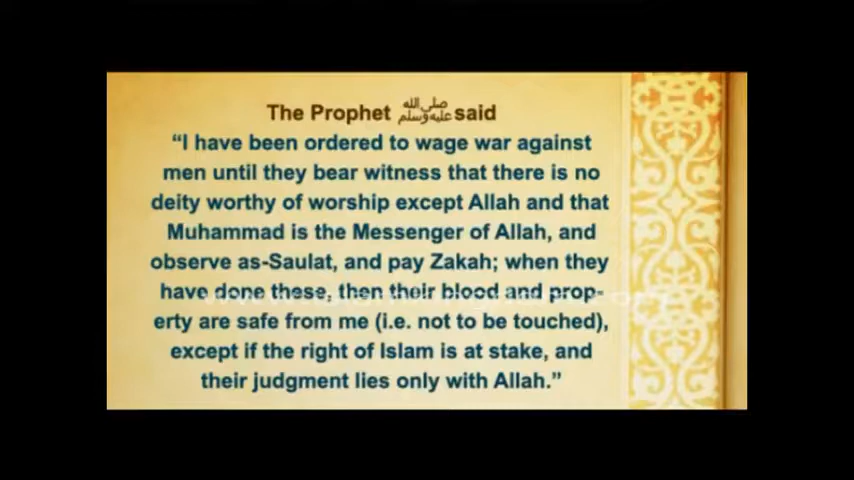 The Prophet صلى الله عليه وسلم said
“I have been ordered to wage war against
men until they bear witness that there is no
deity worthy of worship except Allah and that
Muhammad is the Messenger of Allah, and
observe as-Saulat, and pay Zakah; when they
have done these, then their blood and prop-
erty are safe from me (i.e. not to be touched),
except if the right of Islam is at stake, and
their judgment lies only with Allah.”